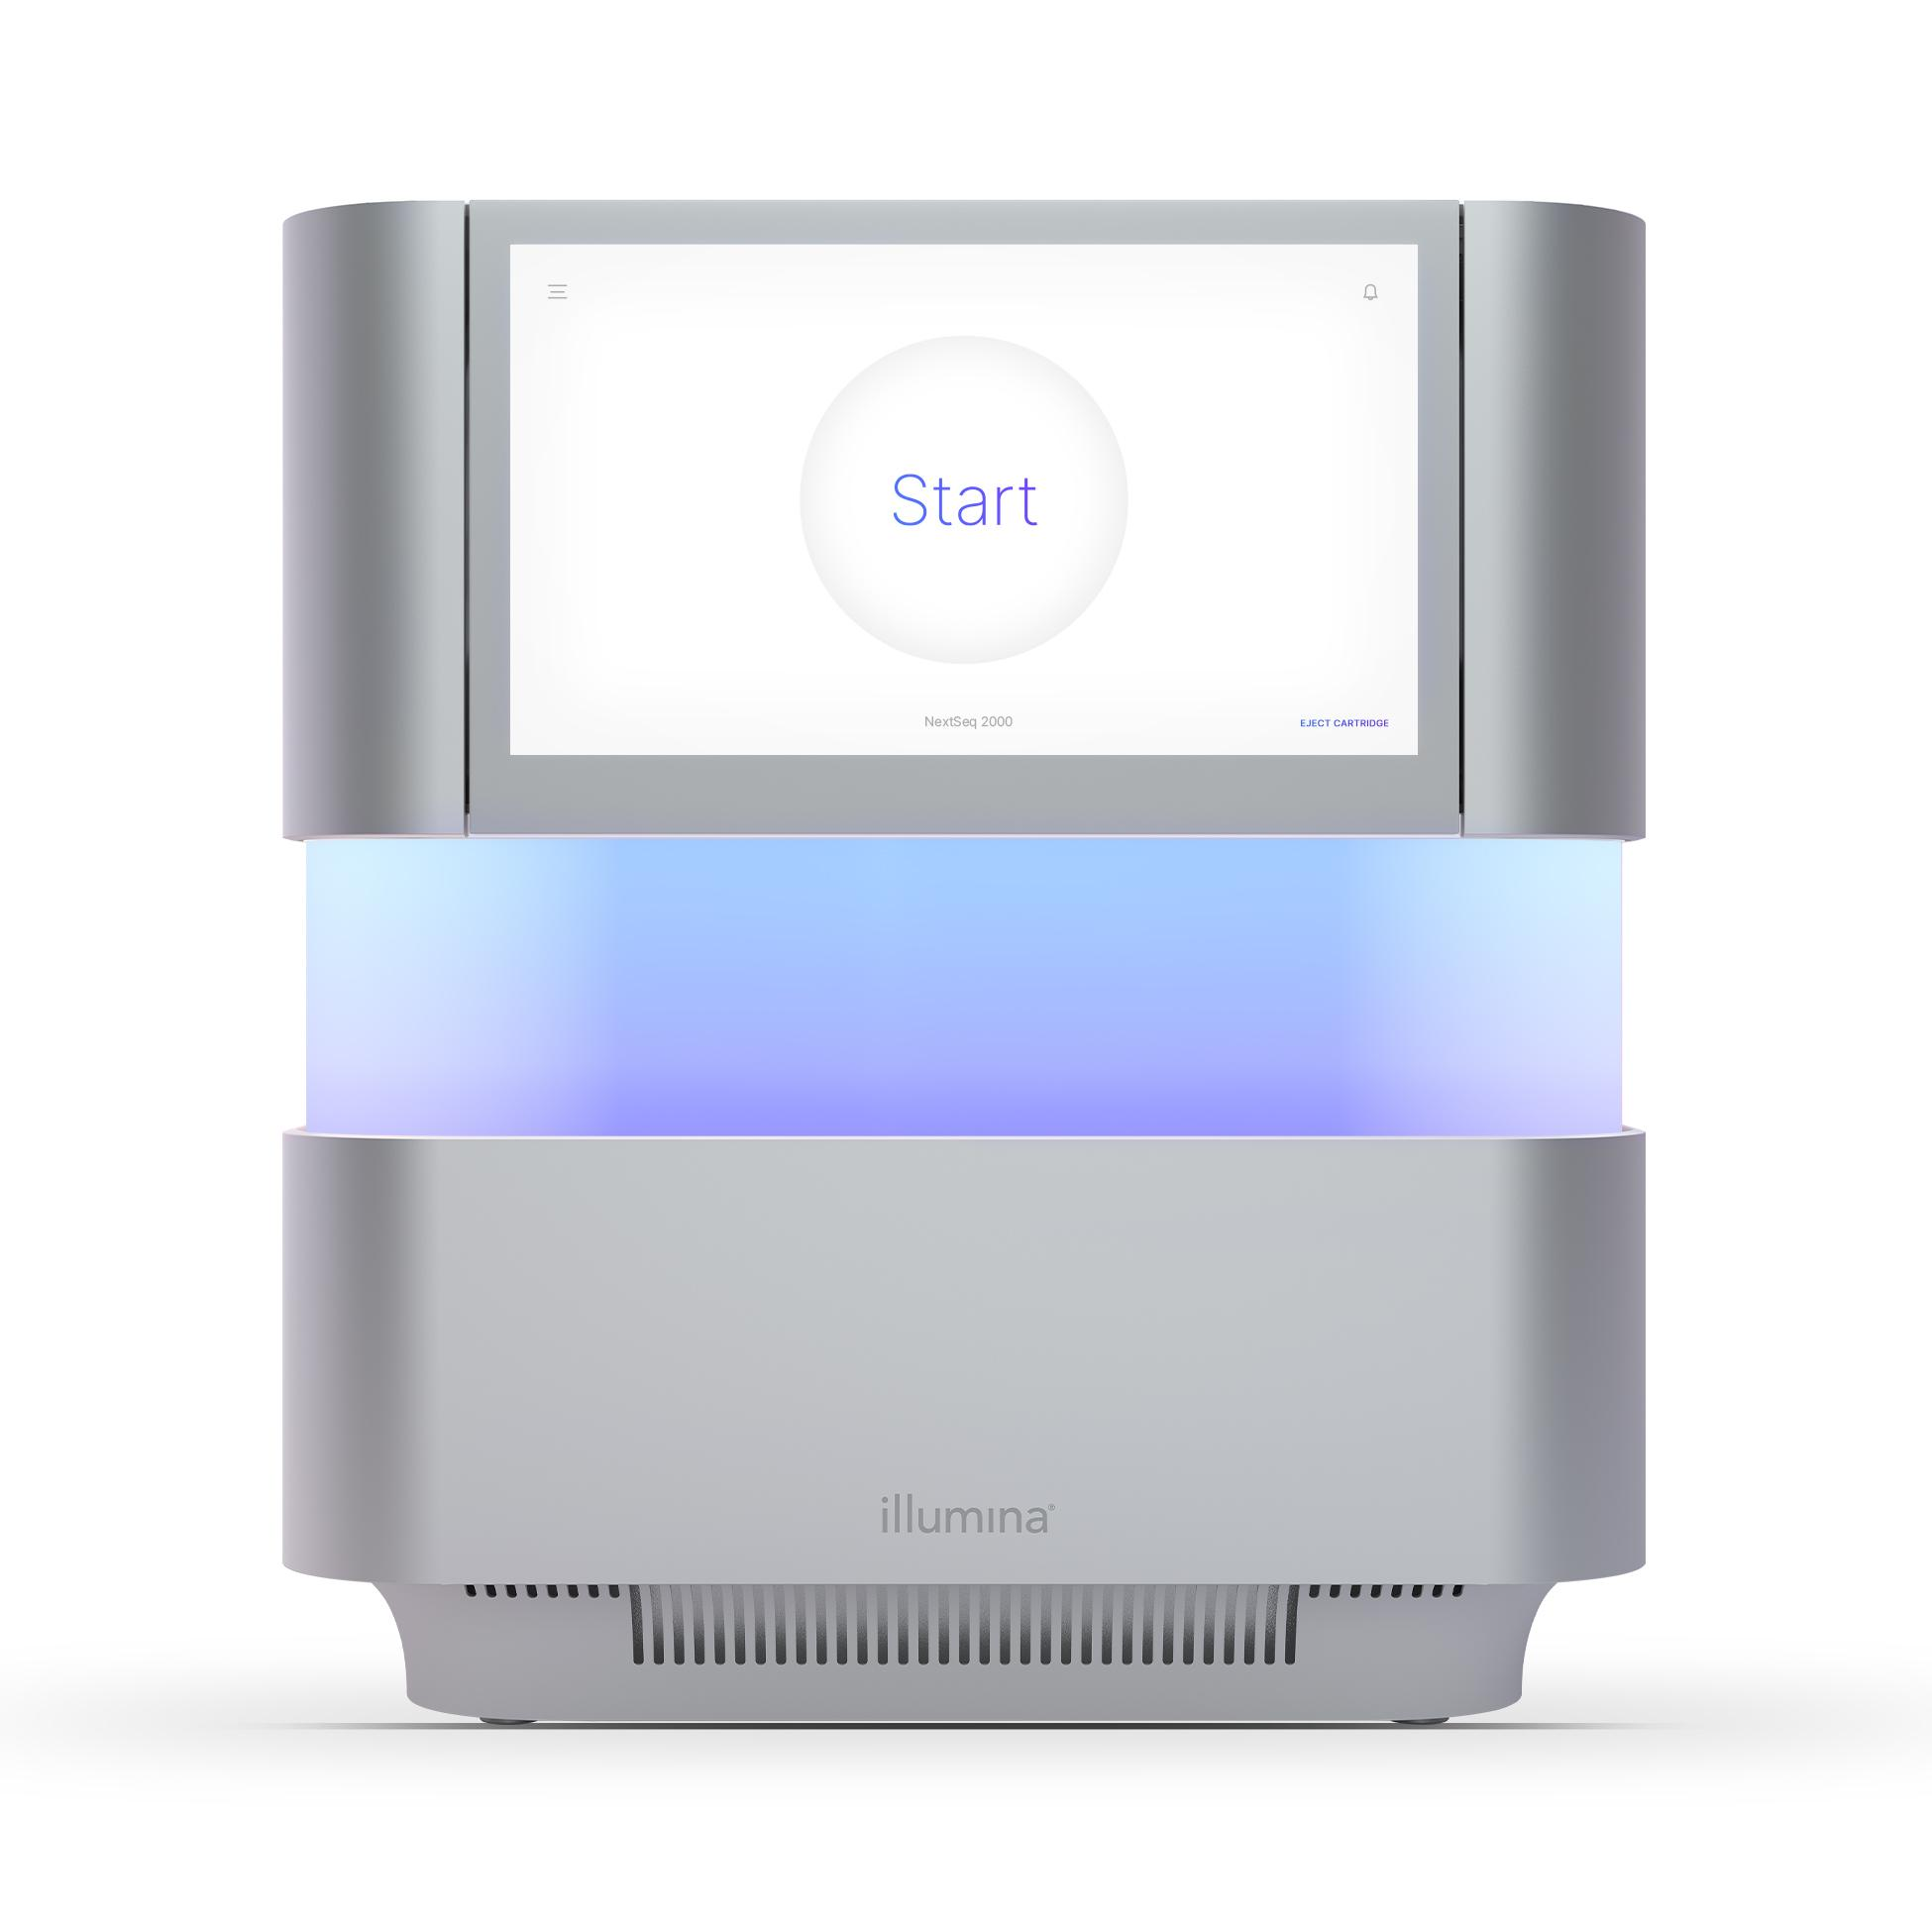 Start
NextSeq 2000
EJECT CARTRIDGE
illumina®